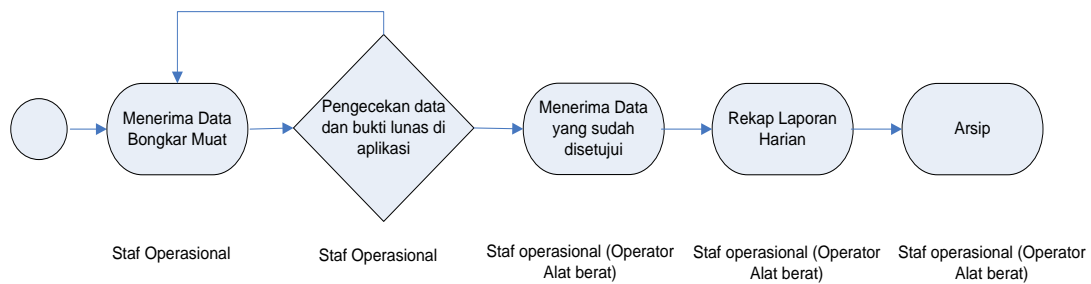 Menerima Data
Bongkar Muat
Pengecekan data
dan bukti lunas di
aplikasi
Menerima Data
yang sudah
disetujui
Rekap Laporan
Harian
Arsip
Staf Operasional
Staf Operasional
Staf operasional (Operator
Alat berat)
Staf operasional (Operator
Alat berat)
Staf operasional (Operator
Alat berat)